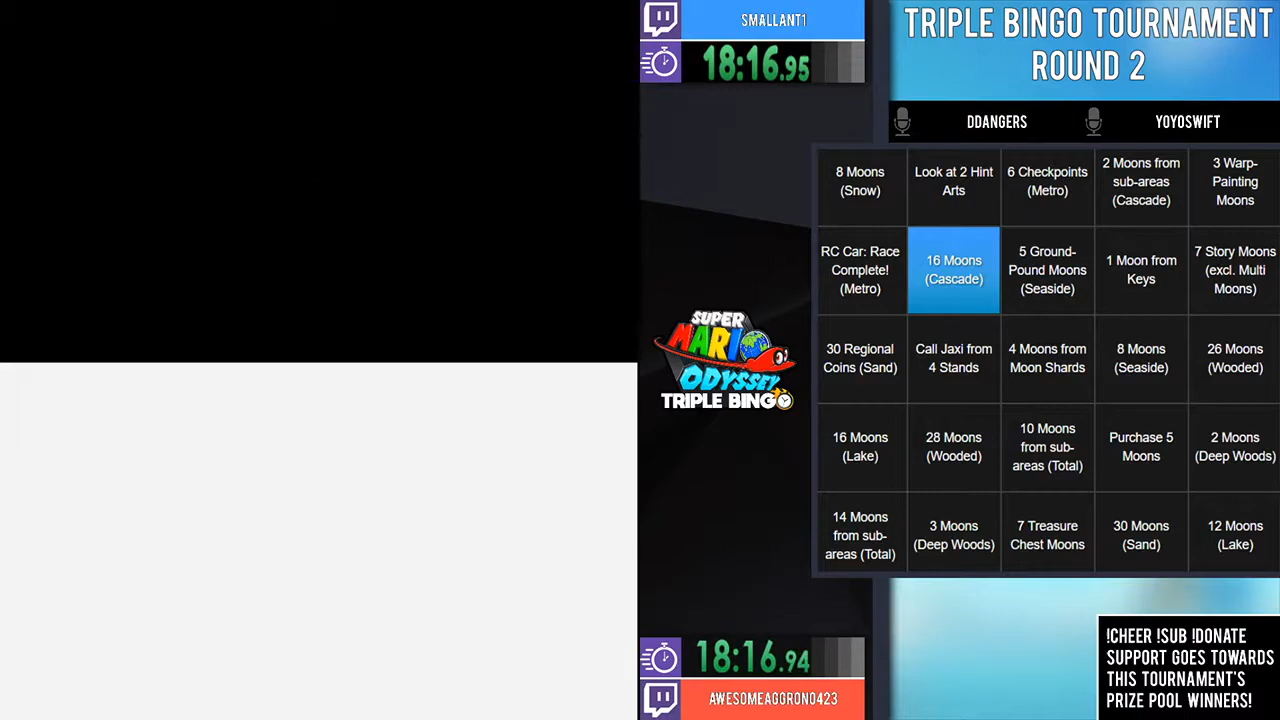 SMALLANT1
18:16.95
TRIPLE BINGO TOURNAMENT
ROUND 2
DDANGERS
YOYOSWIFT
8 Moons
(Snow)
Look at 2 Hint
Arts
6 Checkpoints
(Metro)
2 Moons from
sub-areas
(Cascade)
3 Warp-
Painting
Moons
RC Car: Race
Complete!
(Metro)
16 Moons
(Cascade)
5 Ground-
Pound Moons
(Seaside)
1 Moon from
Keys
7 Story Moons
(excl. Multi
Moons)
30 Regional
Coins (Sand)
Call Jaxi from
4 Stands
4 Moons from
Moon Shards
8 Moons
(Seaside)
26 Moons
(Wooded)
16 Moons
(Lake)
28 Moons
(Wooded)
10 Moons
from sub-
areas (Total)
Purchase 5
Moons
2 Moons
(Deep Woods)
14 Moons
from sub-
areas (Total)
3 Moons
(Deep Woods)
7 Treasure
Chest Moons
30 Moons
(Sand)
12 Moons
(Lake)
SUPER
MARIO
ODYSSEY
TRIPLE BINGO
18:16.94
AWESOMEAGGRON0423
!CHEER !SUB !DONATE
SUPPORT GOES TOWARDS
THIS TOURNAMENT'S
PRIZE POOL WINNERS!